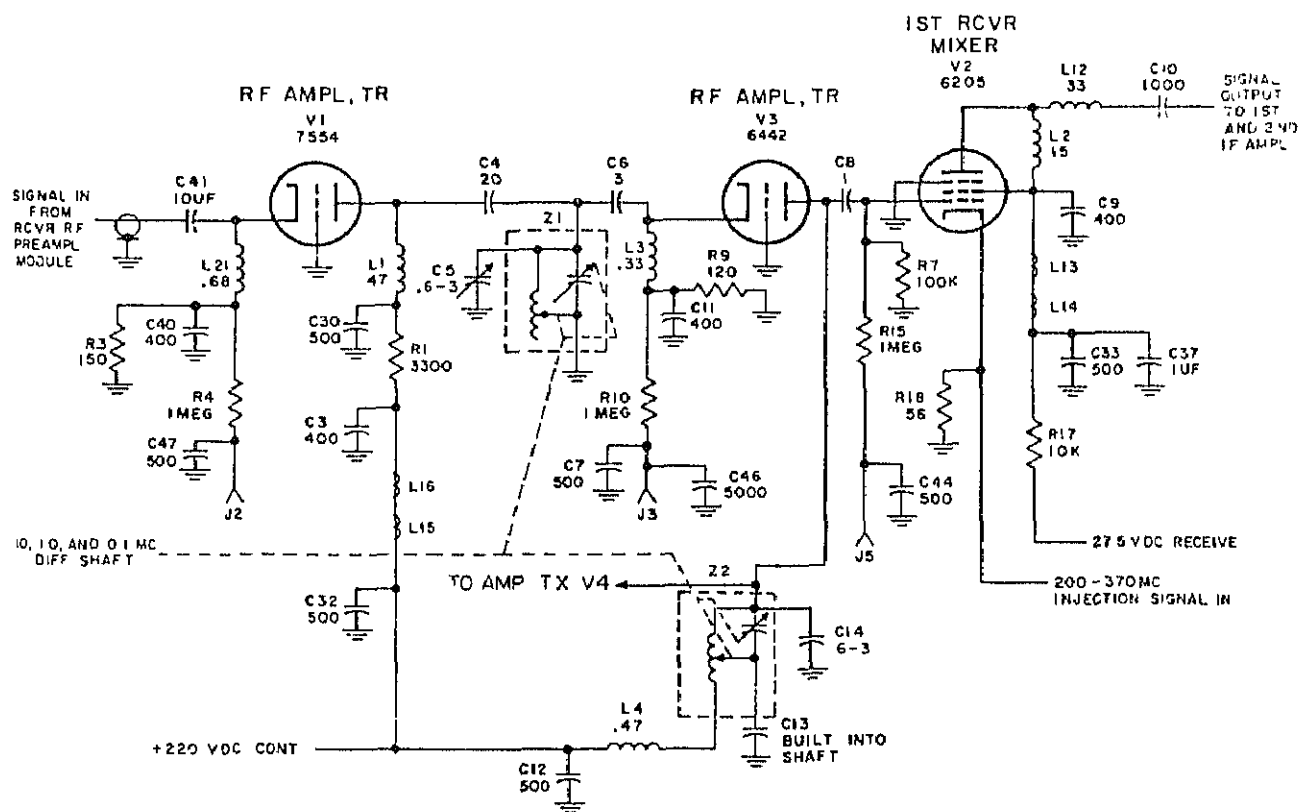 1ST RCVR
MIXER
V2
6205
RF AMPL, TR
V1
7554
RF AMPL, TR
V3
6442
L12
33
C10
1000
SIGNAL
OUTPUT
TO 1ST
AND 2ND
IF AMPL
SIGNAL IN
FROM
RCVR RF
PREAMPL
MODULE
C41
10UF
L21
.68
R3
150
C40
400
R4
1MEG
C47
500
J2
L1
47
C30
500
R1
3300
C3
400
L16
L15
C32
500
C4
20
C6
3
Z1
C5
.6-3
L3
.33
R9
120
C11
400
R10
1MEG
C7
500
C46
5000
J3
C8
R7
100K
R15
1MEG
C44
500
J5
R18
56
L2
15
C9
400
L13
L14
C33
500
C37
1UF
R17
10K
10, 1.0, AND 0.1 MC
DIFF SHAFT
TO AMP TX V4
Z2
C14
6-3
27.5 VDC RECEIVE
200-370MC
INJECTION SIGNAL IN
L4
.47
C13
BUILT INTO
SHAFT
+220 VDC CONT
C12
500